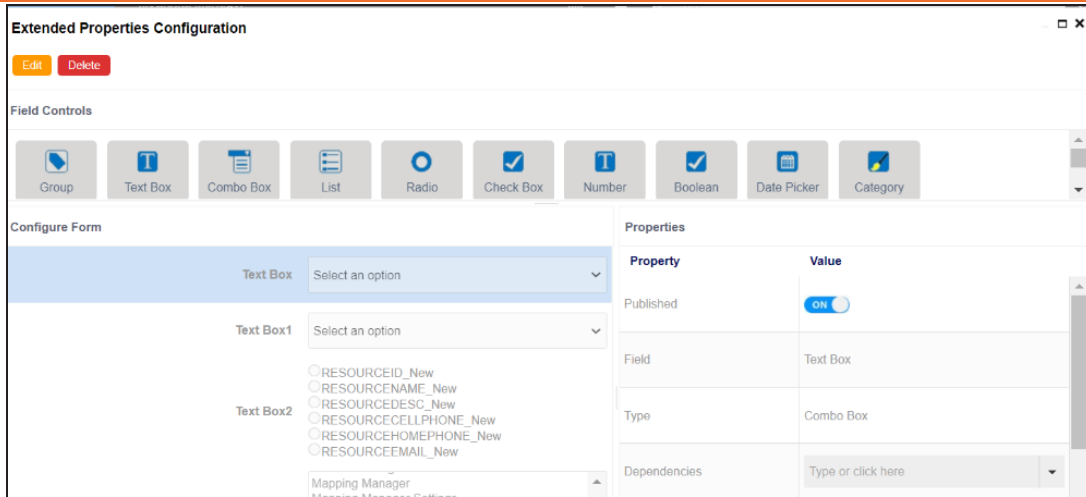 Extended Properties Configuration
Edit Delete
Field Controls
Group Text Box Combo Box List Radio Check Box Number Boolean Date Picker Category
Configure Form
Text Box Select an option
Text Box1 Select an option
Text Box2
RESOURCEID_New
RESOURCENAME_New
RESOURCEDESC_New
RESOURCECELLPHONE_New
RESOURCEHOMEPHONE_New
RESOURCEEMAIL_New
Mapping Manager
Mapping Manager Settings
Properties
Property Value
Published ON
Field Text Box
Type Combo Box
Dependencies Type or click here